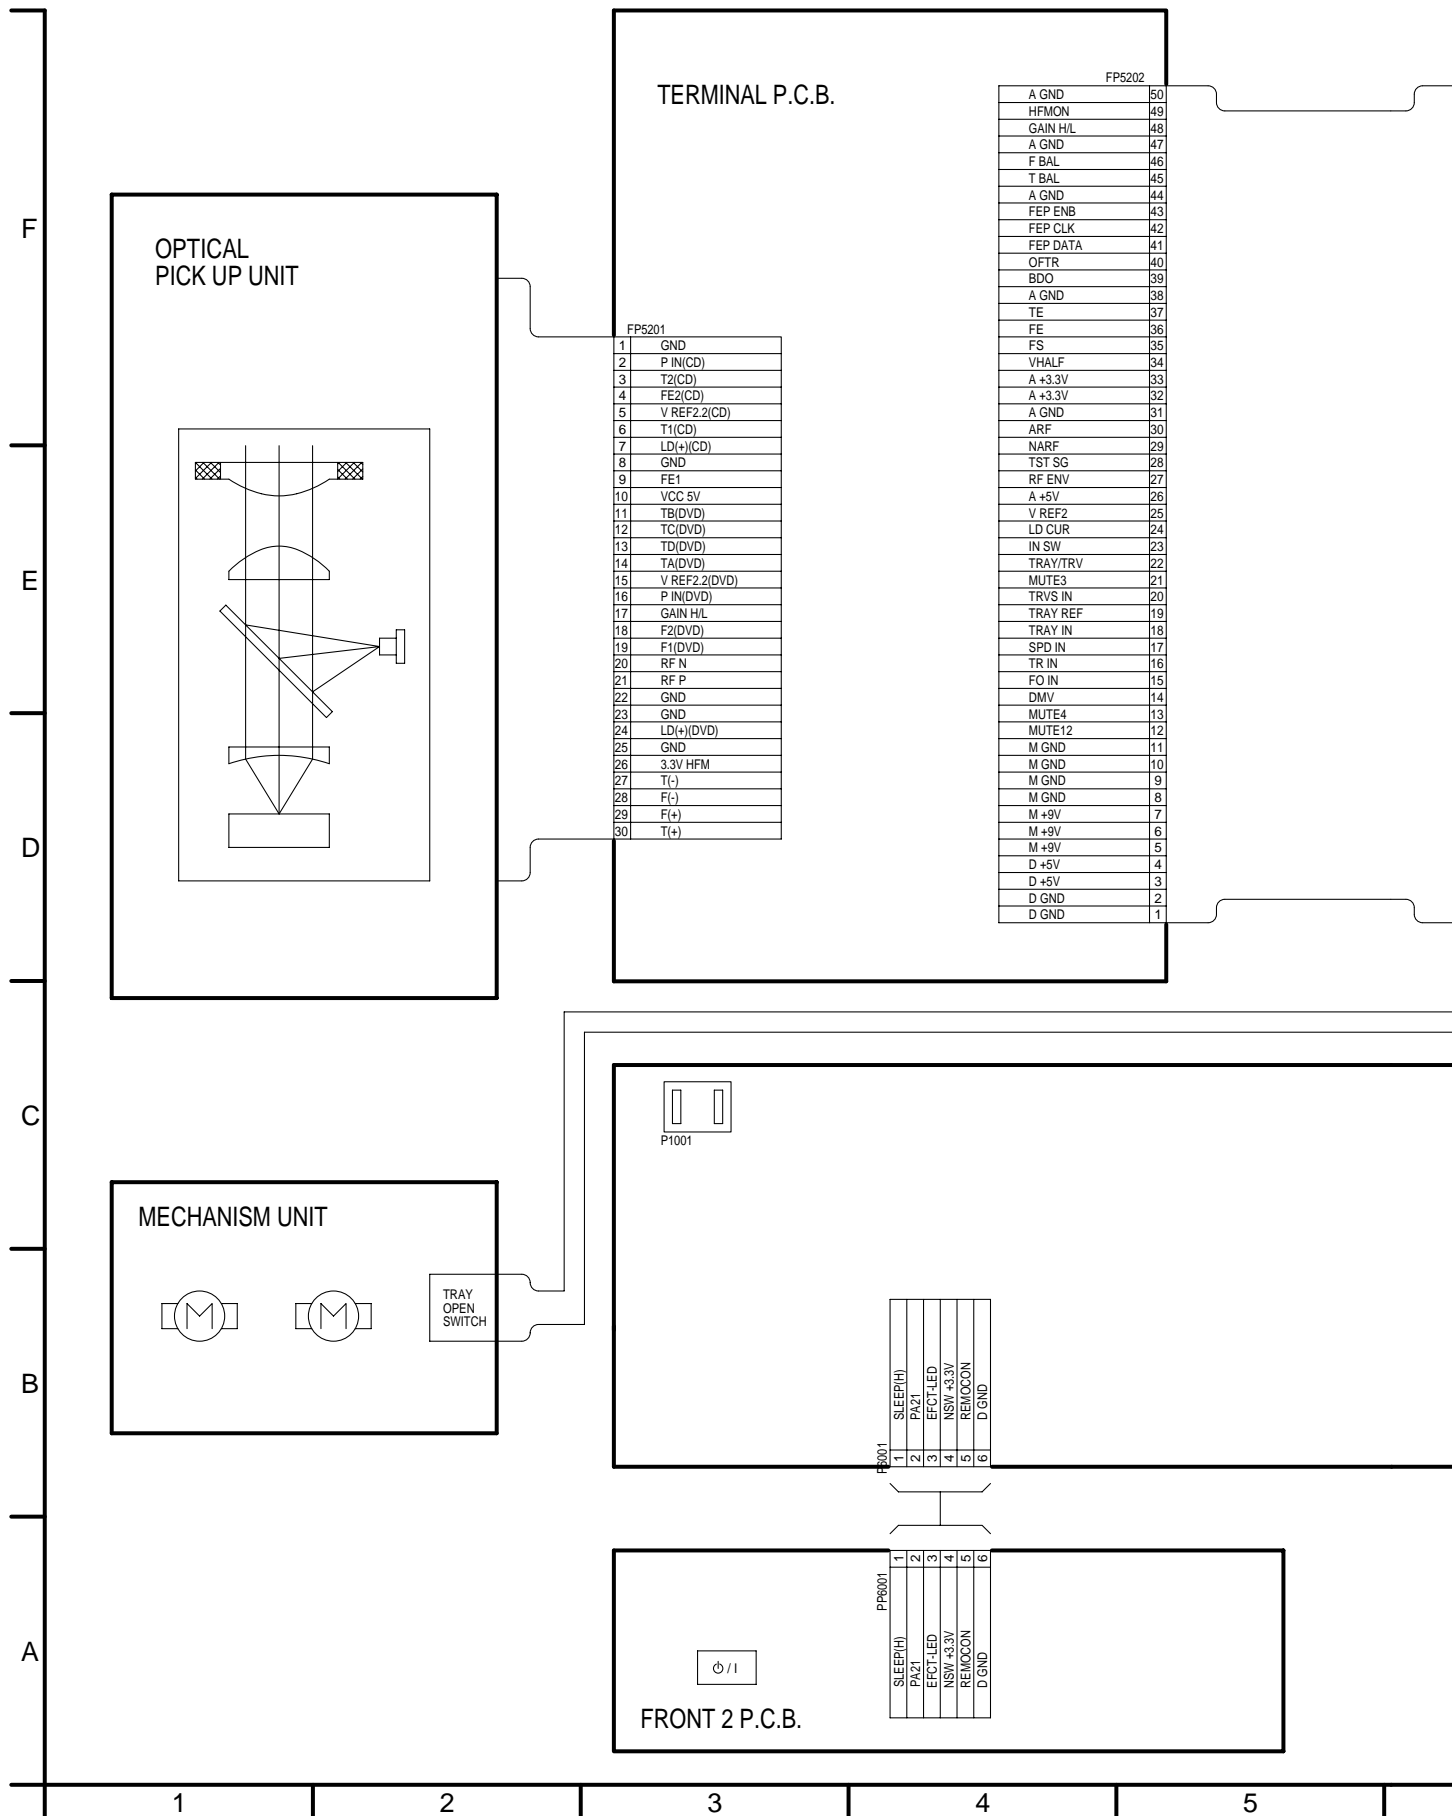 TERMINAL P.C.B.
FP5202
A GND 50
HFMON 49
GAIN H/L 48
A GND 47
F BAL 46
T BAL 45
A GND 44
FEP ENB 43
FEP CLK 42
FEP DATA 41
OFTR 40
BDO 39
A GND 38
TE 37
FE 36
FS 35
VHALF 34
A +3.3V 33
A +3.3V 32
A GND 31
ARF 30
NARF 29
TST SG 28
RF ENV 27
A +5V 26
V REF2 25
LD CUR 24
IN SW 23
TRAY/TRV 22
MUTE3 21
TRVS IN 20
TRAY REF 19
TRAY IN 18
SPD IN 17
TR IN 16
FO IN 15
DMV 14
MUTE4 13
MUTE12 12
M GND 11
M GND 10
M GND 9
M GND 8
M +9V 7
M +9V 6
M +9V 5
D +5V 4
D +5V 3
D GND 2
D GND 1
OPTICAL
PICK UP UNIT
FP5201
1 GND
2 P IN(CD)
3 T2(CD)
4 FE2(CD)
5 V REF2.2(CD)
6 T1(CD)
7 LD(+)(CD)
8 GND
9 FE1
10 VCC 5V
11 TB(DVD)
12 TC(DVD)
13 TD(DVD)
14 TA(DVD)
15 V REF2.2(DVD)
16 P IN(DVD)
17 GAIN H/L
18 F2(DVD)
19 F1(DVD)
20 RF N
21 RF P
22 GND
23 GND
24 LD(+)(DVD)
25 GND
26 3.3V HFM
27 T(-)
28 F(-)
29 F(+)
30 T(+)
P1001
MECHANISM UNIT
M
M
TRAY
OPEN
SWITCH
P6001
1 SLEEP(H)
2 PA21
3 EFCT-LED
4 NSW +3.3V
5 REMOCON
6 D GND
PP6001
SLEEP(H) 1
PA21 2
EFCT-LED 3
NSW +3.3V 4
REMOCON 5
D GND 6
⏻ / I
FRONT 2 P.C.B.
F
E
D
C
B
A
1 2 3 4 5